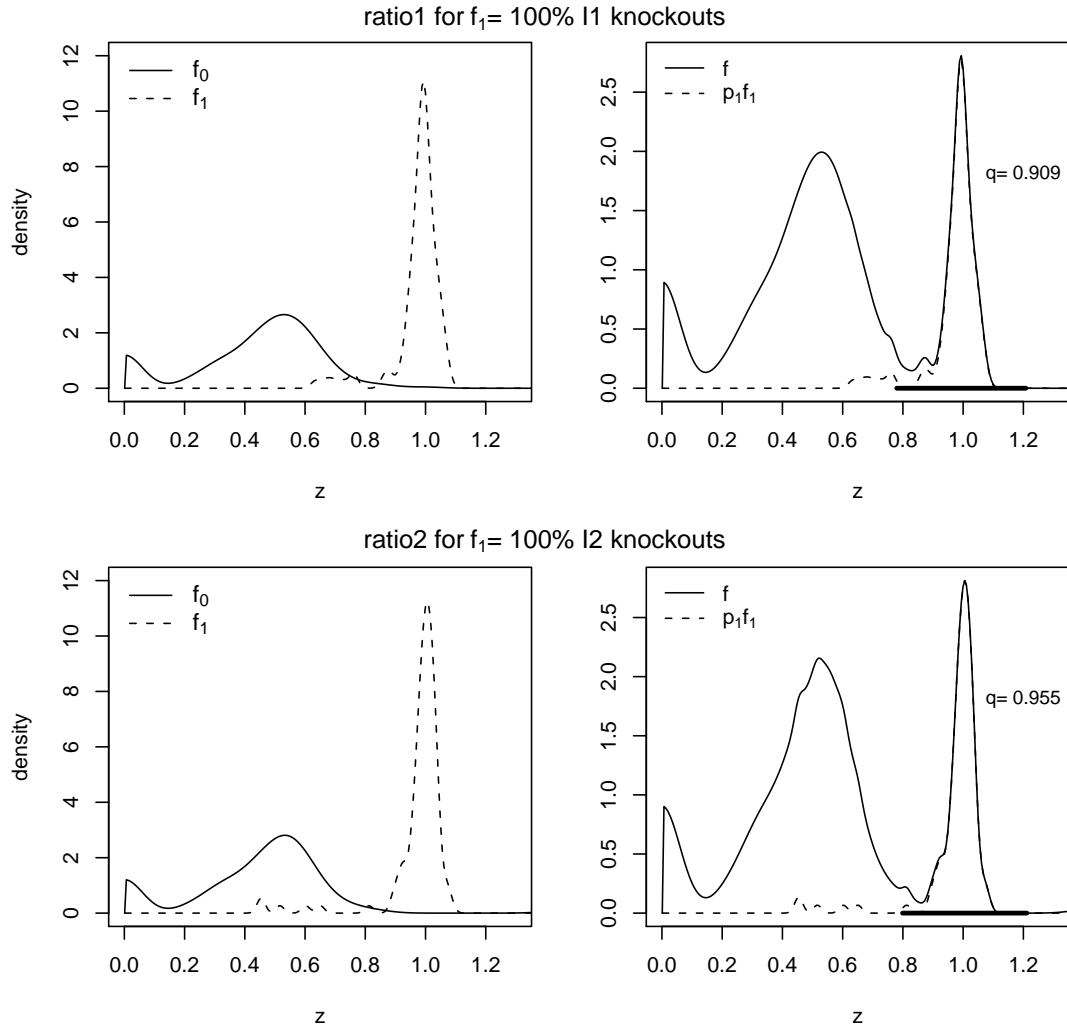 ratio1 for f₁= 100% I1 knockouts
f₀
f₁
density
0 2 4 6 8 10 12
0.0 0.2 0.4 0.6 0.8 1.0 1.2
z
f
p₁f₁
q= 0.909
0.0 0.5 1.0 1.5 2.0 2.5
0.0 0.2 0.4 0.6 0.8 1.0 1.2
z
ratio2 for f₁= 100% I2 knockouts
f₀
f₁
density
0 2 4 6 8 10 12
0.0 0.2 0.4 0.6 0.8 1.0 1.2
z
f
p₁f₁
q= 0.955
0.0 0.5 1.0 1.5 2.0 2.5
0.0 0.2 0.4 0.6 0.8 1.0 1.2
z